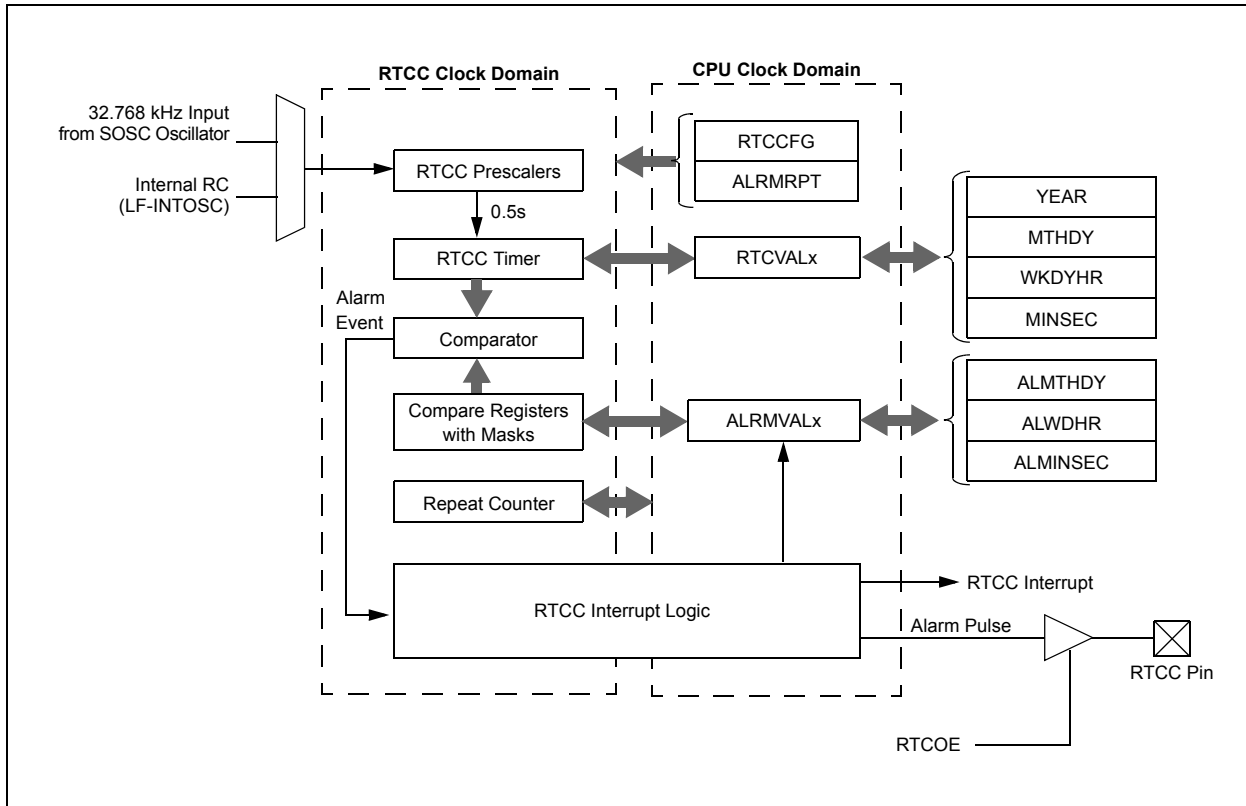 RTCC Clock Domain
CPU Clock Domain
32.768 kHz Input
from SOSC Oscillator
Internal RC
(LF-INTOSC)
RTCC Prescalers
0.5s
RTCC Timer
Alarm
Event
Comparator
Compare Registers
with Masks
Repeat Counter
RTCC Interrupt Logic
RTCCFG
ALRMRPT
RTCVALx
ALRMVALx
YEAR
MTHDY
WKDYHR
MINSEC
ALMTHDY
ALWDHR
ALMINSEC
RTCC Interrupt
Alarm Pulse
RTCC Pin
RTCOE